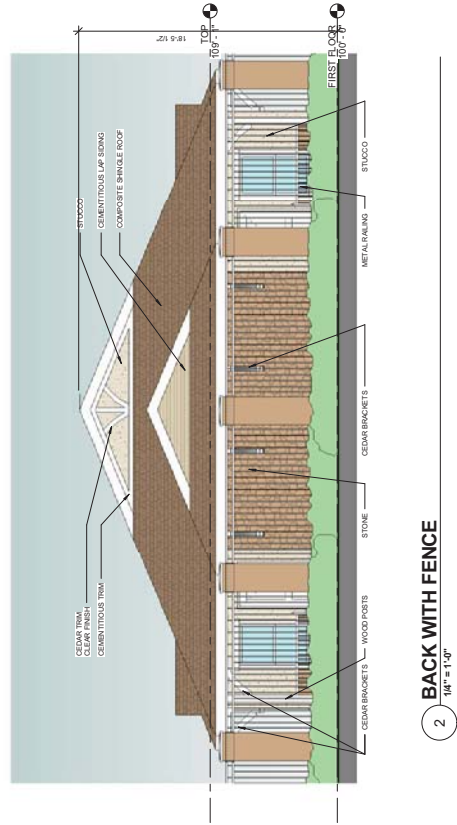 18'-5 1/2"
TOP
109' - 1"
FIRST FLOOR
100' - 0"
STUCCO
CEMENTITIOUS LAP SIDING
COMPOSITE SHINGLE ROOF
CEDAR TRIM
CLEAR FINISH
CEMENTITIOUS TRIM
CEDAR BRACKETS
WOOD POSTS
STONE
CEDAR BRACKETS
METAL RAILING
STUCCO
2
BACK WITH FENCE
1/4" = 1'-0"